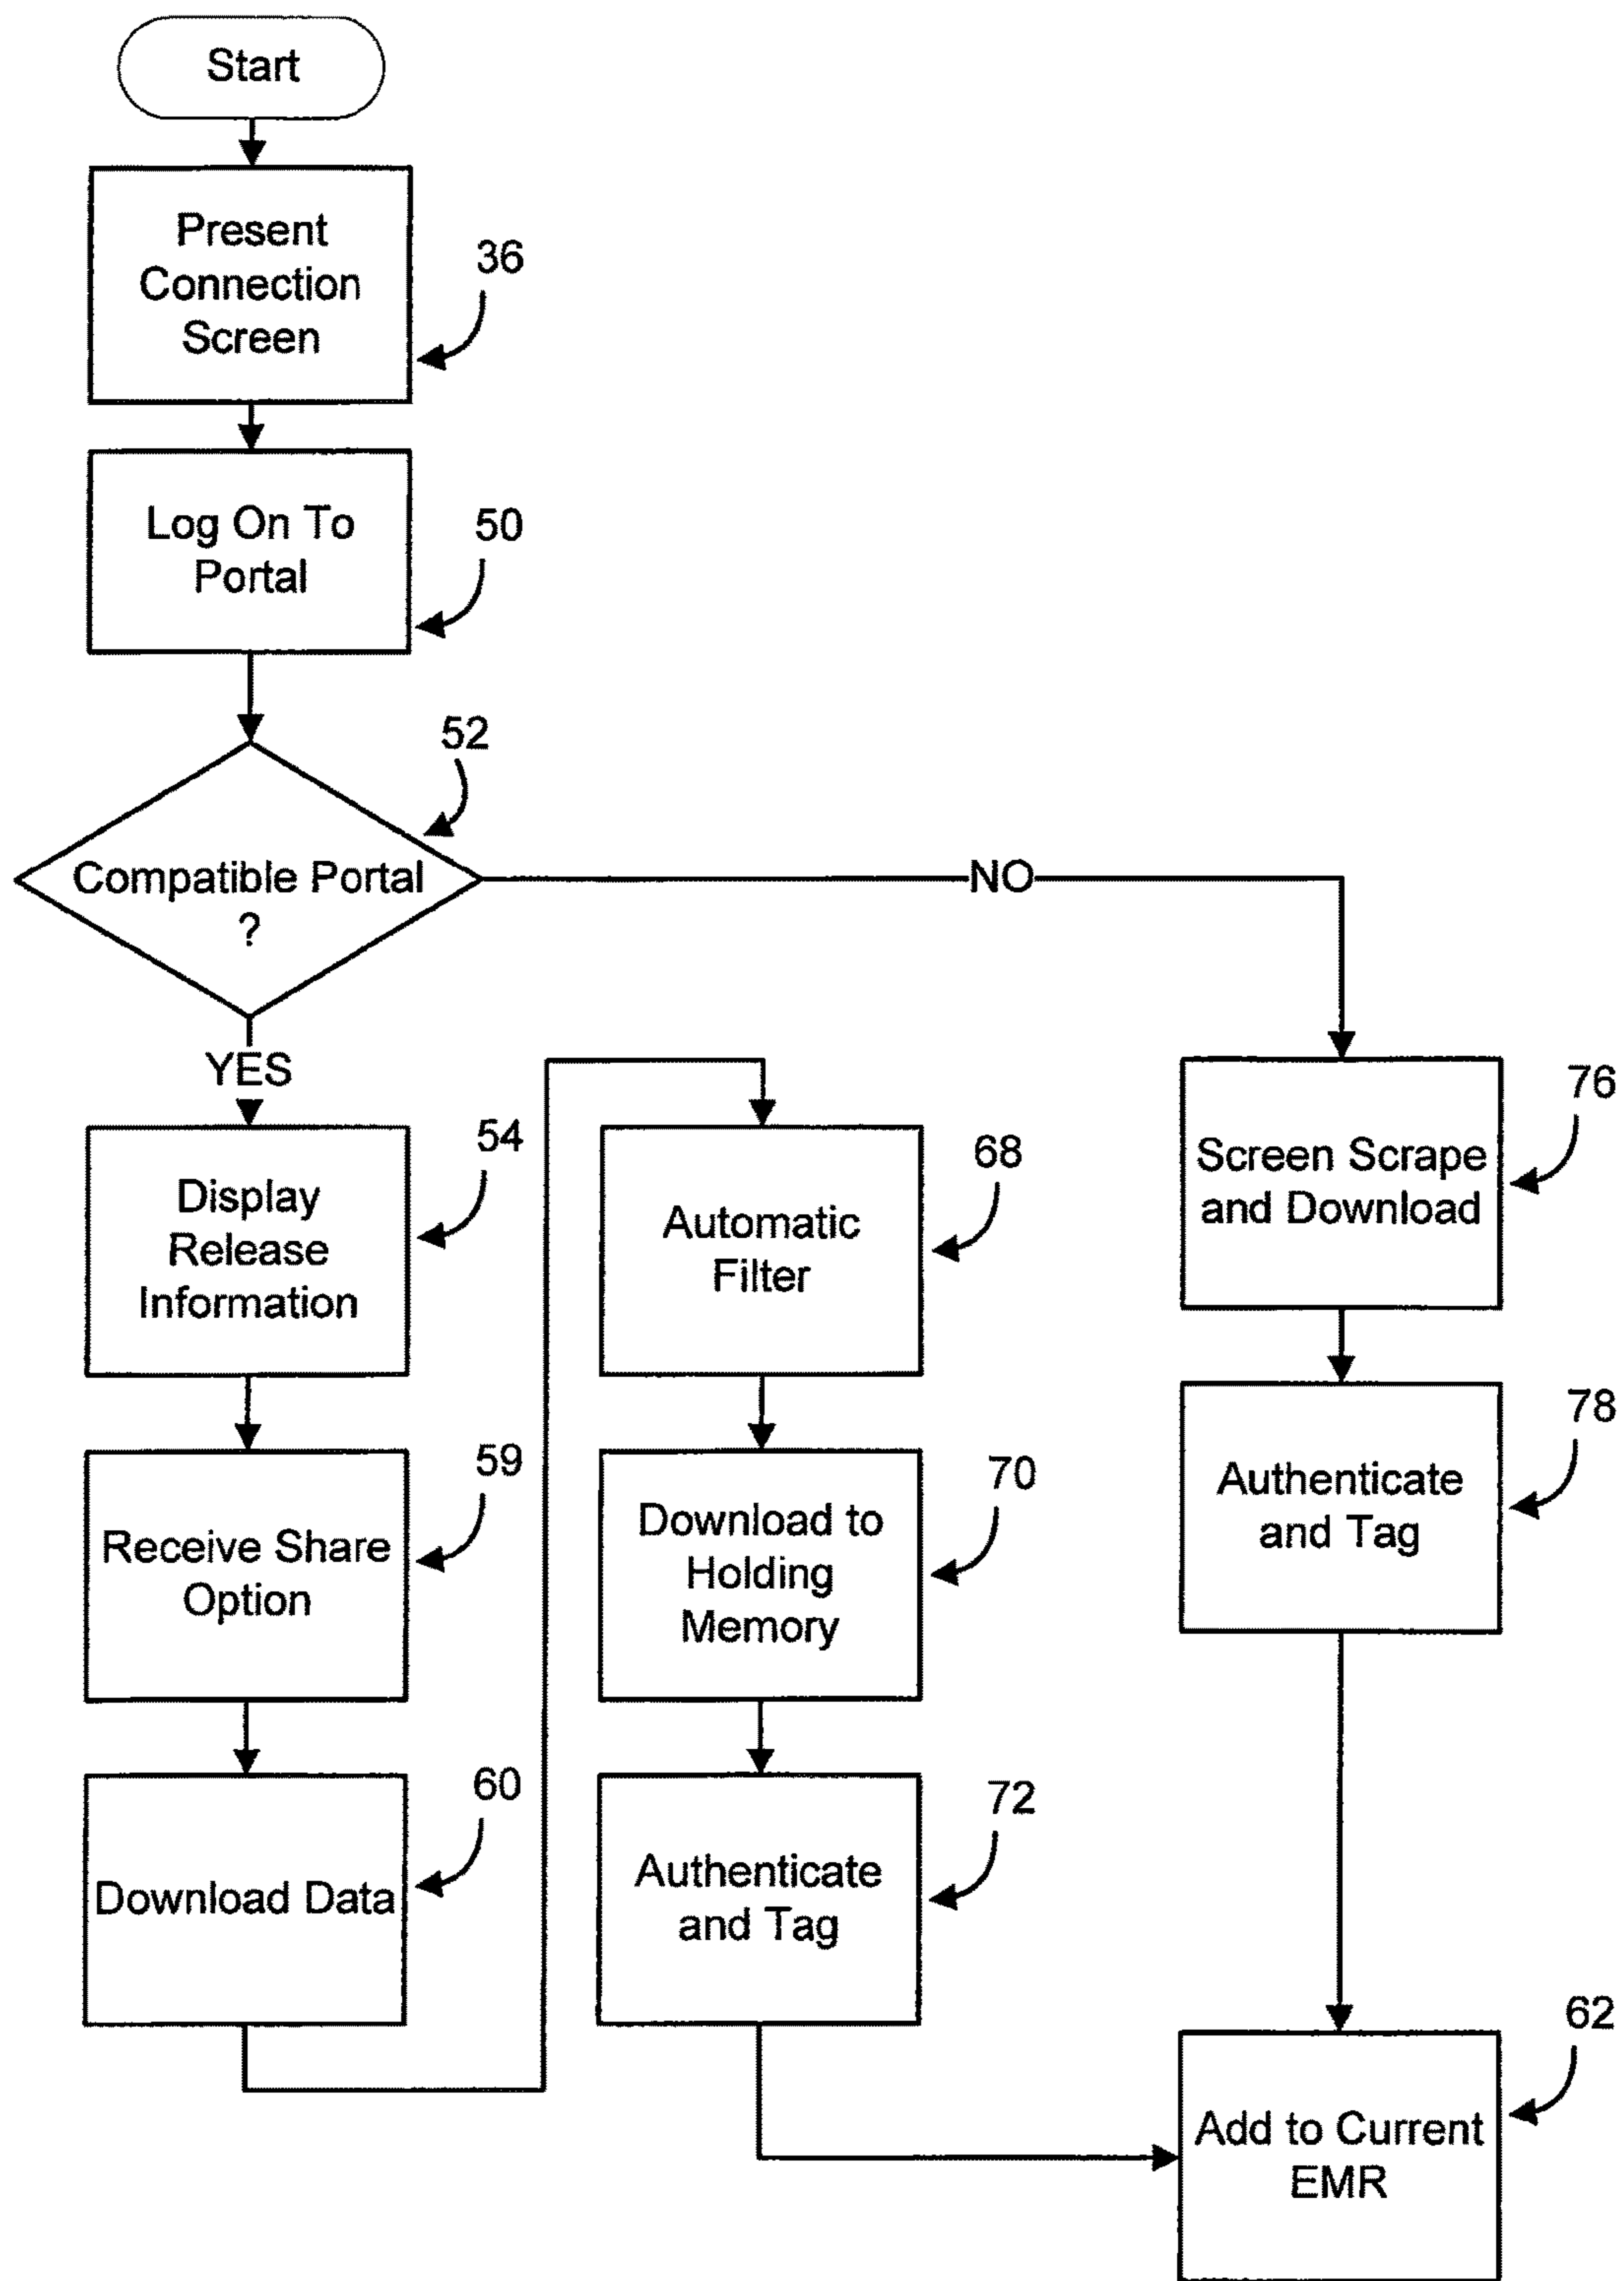 Start
Present
Connection
Screen
36
Log On To
Portal
50
52
Compatible Portal
?
NO
YES
Display
Release
Information
54
Receive Share
Option
59
Download Data
60
Automatic
Filter
68
Download to
Holding
Memory
70
Authenticate
and Tag
72
Screen Scrape
and Download
76
Authenticate
and Tag
78
Add to Current
EMR
62